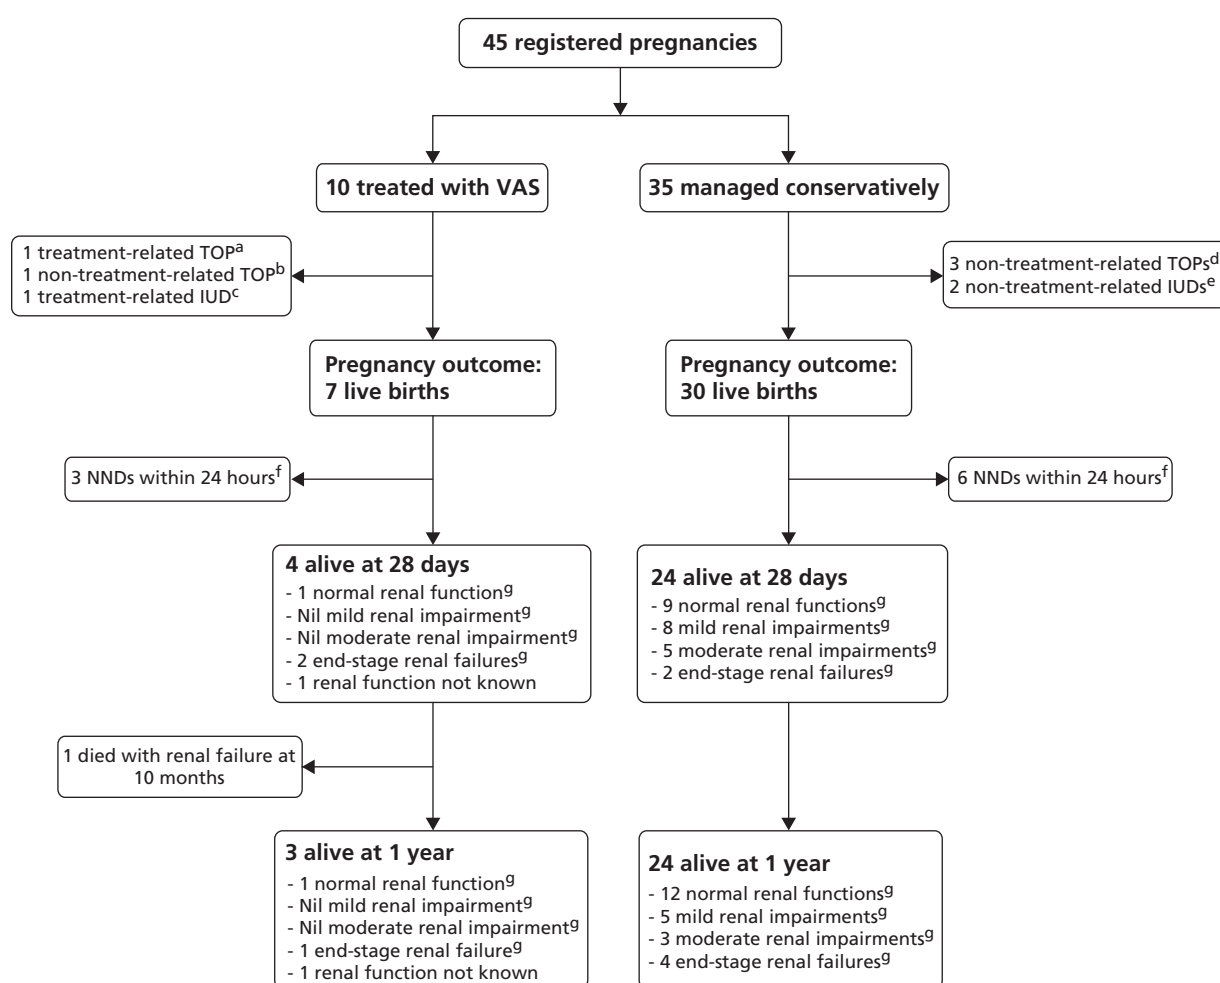 45 registered pregnancies
10 treated with VAS
35 managed conservatively
1 treatment-related TOPa
1 non-treatment-related TOPb
1 treatment-related IUDc
3 non-treatment-related TOPsd
2 non-treatment-related IUDse
Pregnancy outcome:
7 live births
Pregnancy outcome:
30 live births
3 NNDs within 24 hoursf
6 NNDs within 24 hoursf
4 alive at 28 days
- 1 normal renal functiong
- Nil mild renal impairmentg
- Nil moderate renal impairmentg
- 2 end-stage renal failuresg
- 1 renal function not known
24 alive at 28 days
- 9 normal renal functionsg
- 8 mild renal impairmentsg
- 5 moderate renal impairmentsg
- 2 end-stage renal failuresg
1 died with renal failure at
10 months
3 alive at 1 year
- 1 normal renal functiong
- Nil mild renal impairmentg
- Nil moderate renal impairmentg
- 1 end-stage renal failureg
- 1 renal function not known
24 alive at 1 year
- 12 normal renal functionsg
- 5 mild renal impairmentsg
- 3 moderate renal impairmentsg
- 4 end-stage renal failuresg